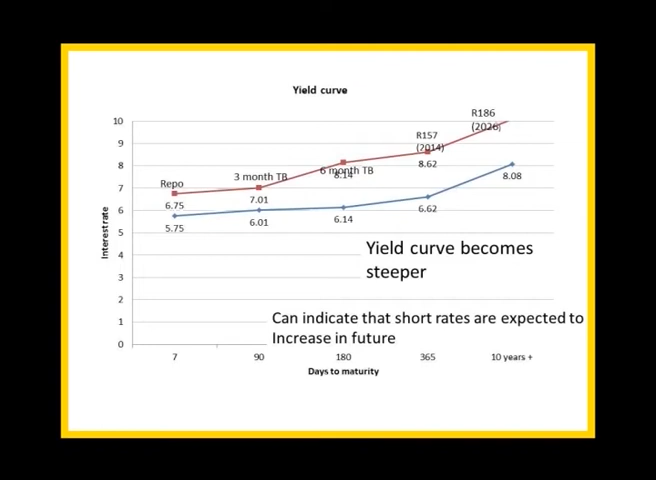 Yield curve
10
9
8
7
6
5
4
3
2
1
0
Interest rate
Repo
3 month TB
6 month TB
R157
(2014)
R186
(2026)
6.75
7.01
8.14
8.62
5.75
6.01
6.14
6.62
8.08
Yield curve becomes
steeper
Can indicate that short rates are expected to
Increase in future
7
90
180
365
10 years +
Days to maturity